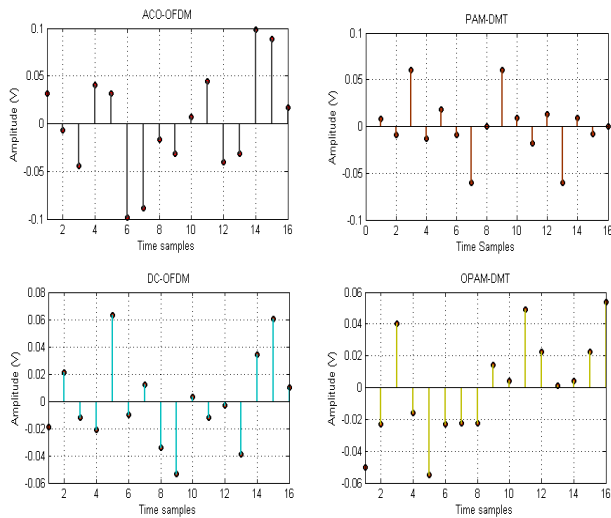 ACO-OFDM
Amplitude (V)
0.1
0.05
0
-0.05
-0.1
2 4 6 8 10 12 14 16
Time samples
PAM-DMT
Amplitude (V)
0.1
0.05
0
-0.05
-0.1
0 2 4 6 8 10 12 14 16
Time Samples
DC-OFDM
Amplitude (V)
0.08
0.06
0.04
0.02
0
-0.02
-0.04
-0.06
2 4 6 8 10 12 14 16
Time samples
OPAM-DMT
Amplitude (V)
0.06
0.04
0.02
0
-0.02
-0.04
-0.06
2 4 6 8 10 12 14 16
Time samples